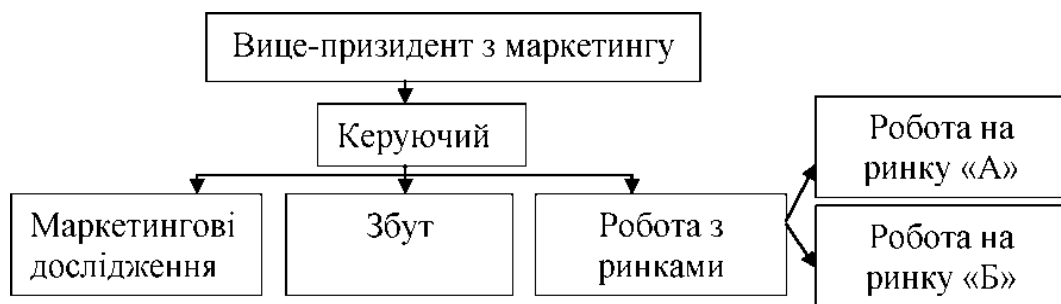 Вице-призидент з маркетингу
Керуючий
Маркетингові
дослідження
Збут
Робота з
ринками
Робота на
ринку «А»
Робота на
ринку «Б»